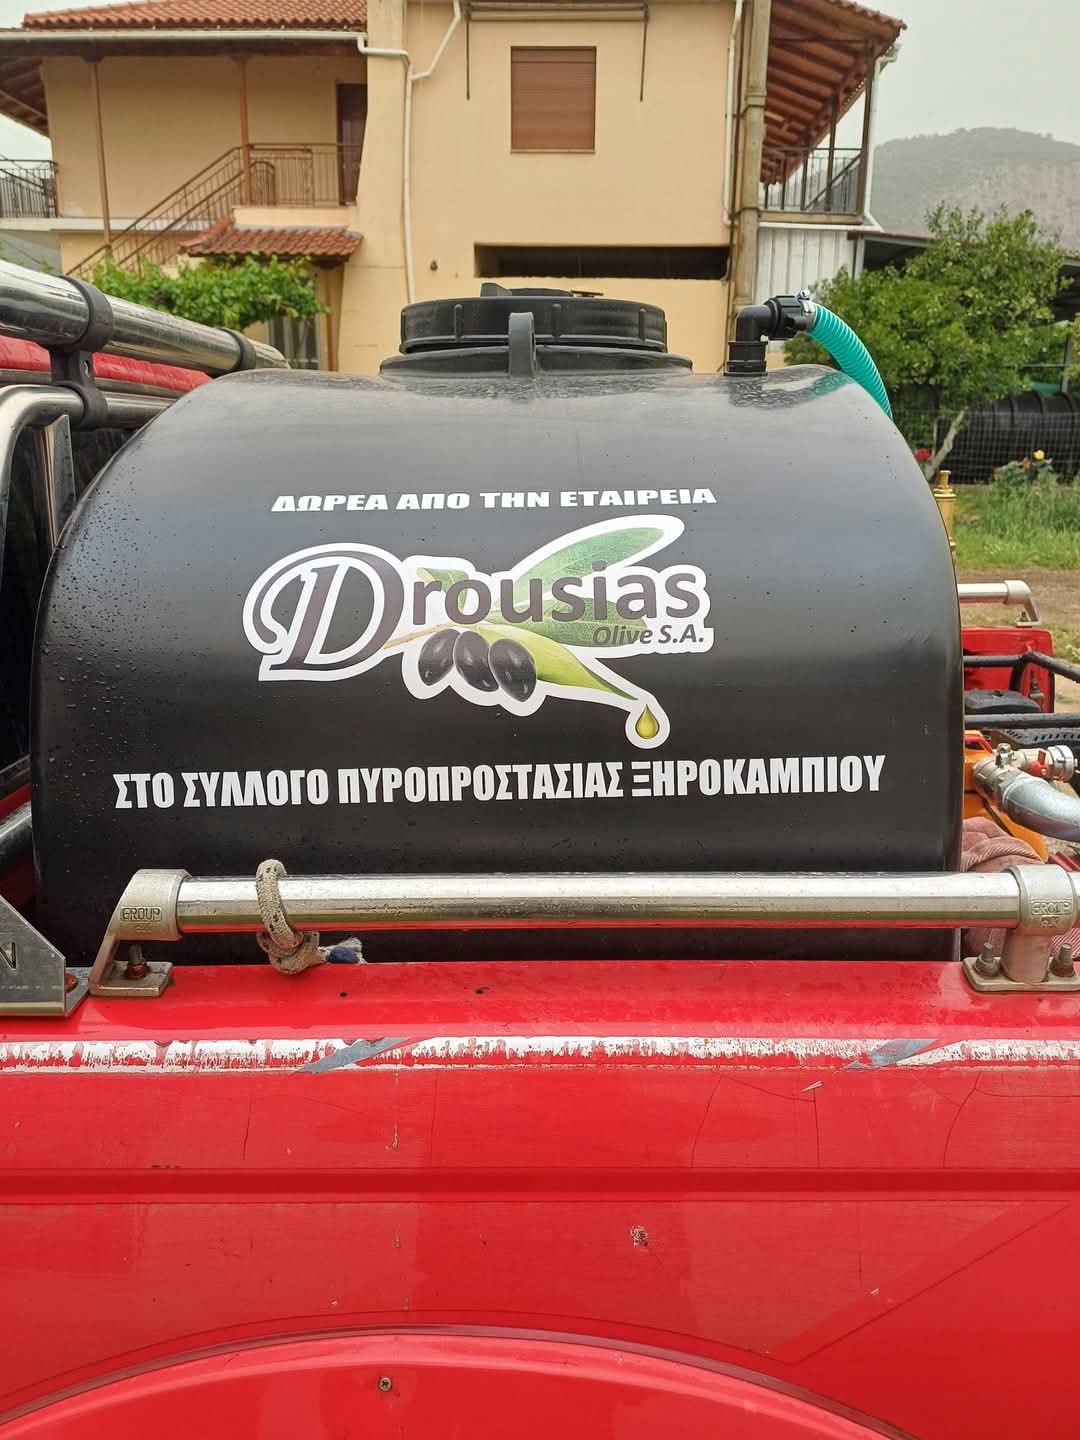 ΔΩΡΕΑ ΑΠΟ ΤΗΝ ΕΤΑΙΡΕΙΑ
Drousias
Olive S.A.
ΣΤΟ ΣΥΛΛΟΓΟ ΠΥΡΟΠΡΟΣΤΑΣΙΑΣ ΞΗΡΟΚΑΜΠΙΟΥ
GROUP
GROUP